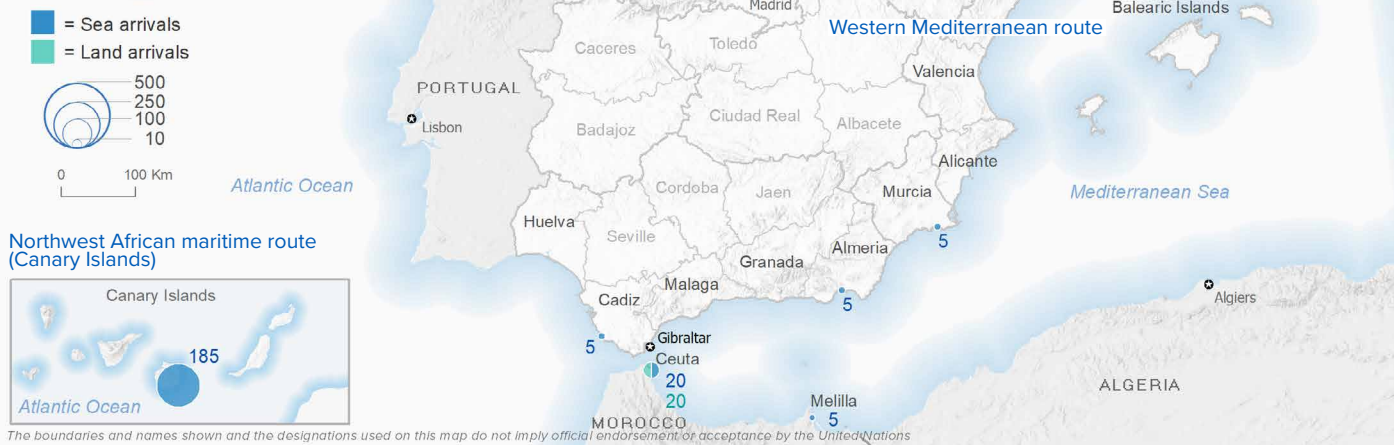 Madrid
Balearic Islands
= Sea arrivals
Western Mediterranean route
= Land arrivals
Caceres
Toledo
Valencia
500
250
100
10
PORTUGAL
Lisbon
Badajoz
Ciudad Real
Albacete
0 100 Km
Atlantic Ocean
Alicante
Cordoba
Jaen
Murcia
Mediterranean Sea
Huelva
Seville
5
Almeria
Granada
Northwest African maritime route
(Canary Islands)
Malaga
Cadiz
5
Algiers
Canary Islands
5
Gibraltar
Ceuta
20
20
185
ALGERIA
Atlantic Ocean
Melilla
5
MOROCCO
The boundaries and names shown and the designations used on this map do not imply official endorsement or acceptance by the United Nations